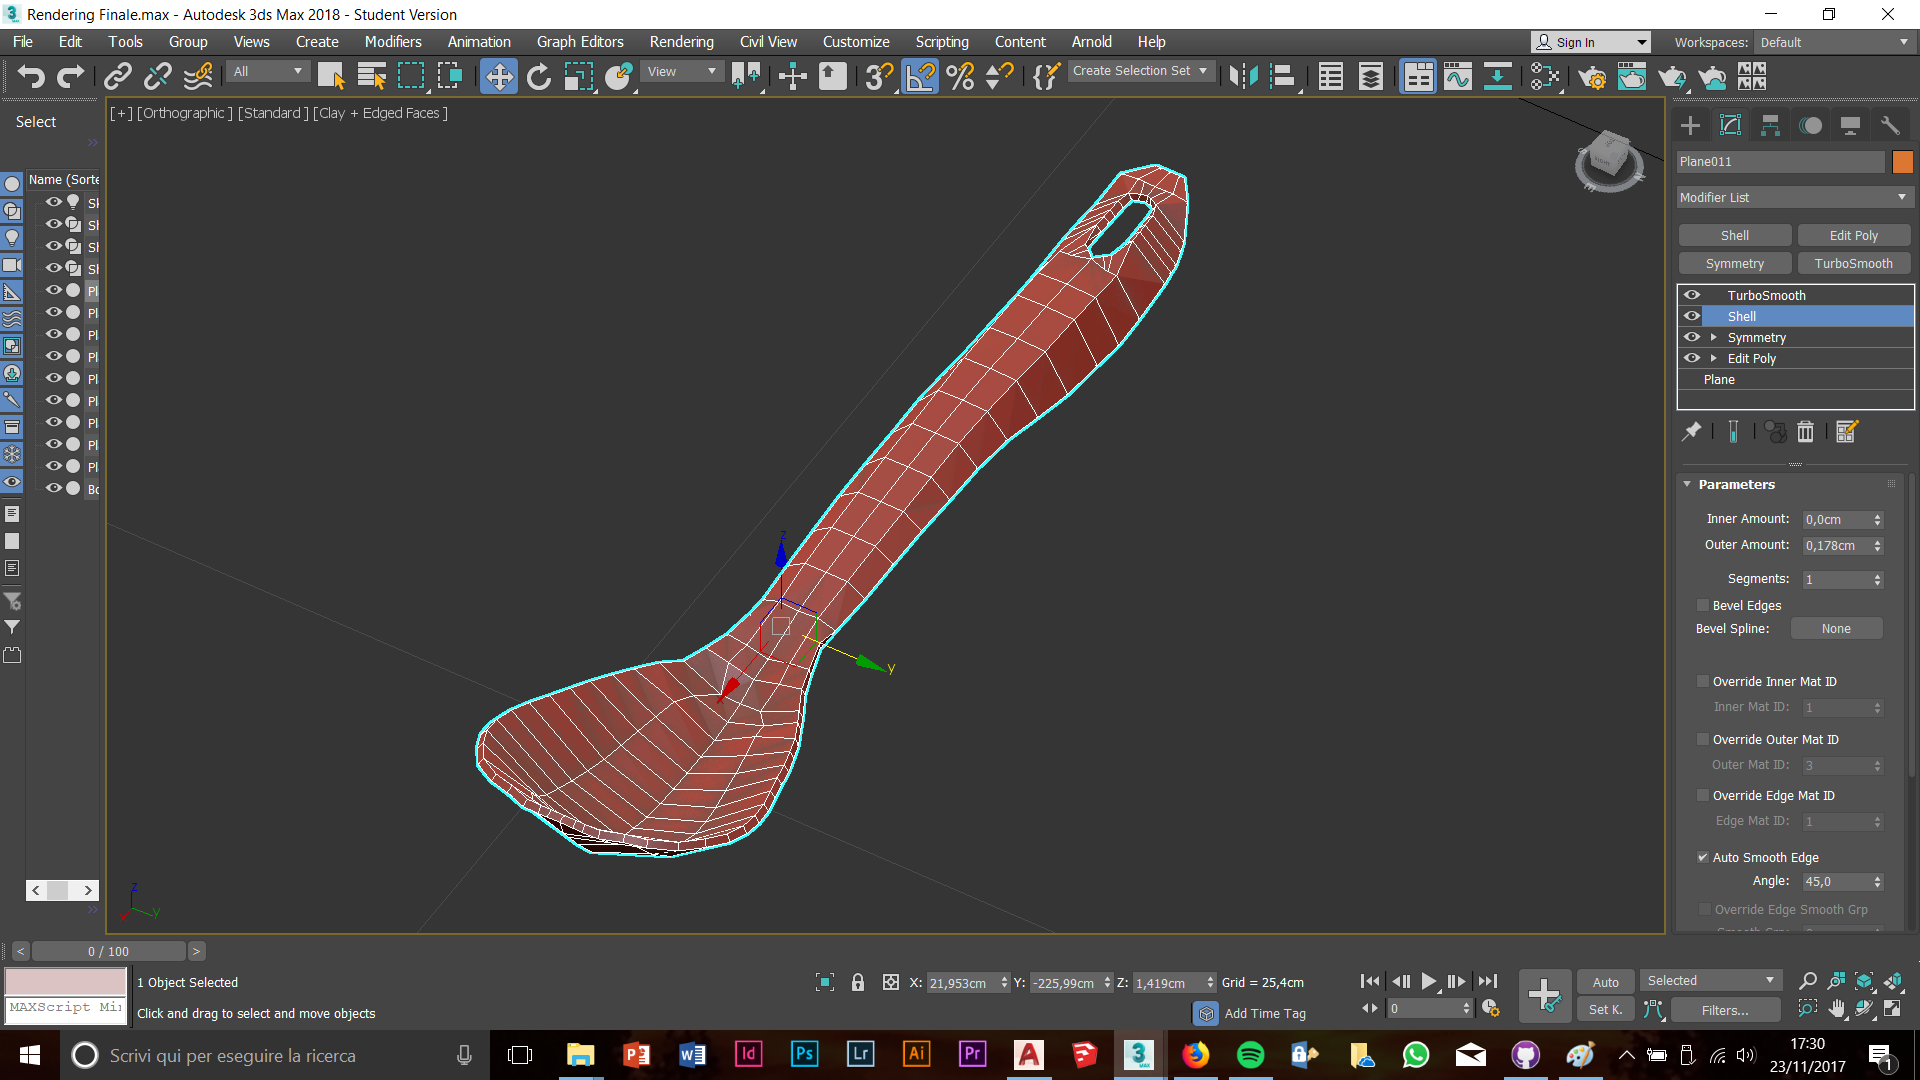 Rendering Finale.max - Autodesk 3ds Max 2018 - Student Version
File Edit Tools Group Views Create Modifiers Animation Graph Editors Rendering Civil View Customize Scripting Content Arnold Help
Sign In Workspaces: Default
All View Create Selection Set
[+] [Orthographic ] [Standard ] [Clay + Edged Faces ]
Select
Name (Sorte
Sk
Sh
Sh
Sh
Pl
Pl
Pl
Pl
Pl
Pl
Pl
Pl
Pl
Bo
z
y
z
y
Plane011
Modifier List
Shell Edit Poly
Symmetry TurboSmooth
TurboSmooth
Shell
Symmetry
Edit Poly
Plane
Parameters
Inner Amount: 0,0cm
Outer Amount: 0,178cm
Segments: 1
Bevel Edges
Bevel Spline: None
Override Inner Mat ID
Inner Mat ID: 1
Override Outer Mat ID
Outer Mat ID: 3
Override Edge Mat ID
Edge Mat ID: 1
Auto Smooth Edge
Angle: 45,0
Override Edge Smooth Grp
0 / 100
1 Object Selected
X: 21,953cm Y: -225,99cm Z: 1,419cm Grid = 25,4cm
Auto Selected
MAXScript Mi
Click and drag to select and move objects
Add Time Tag
0
Set K. Filters...
Scrivi qui per eseguire la ricerca
17:30
23/11/2017
1